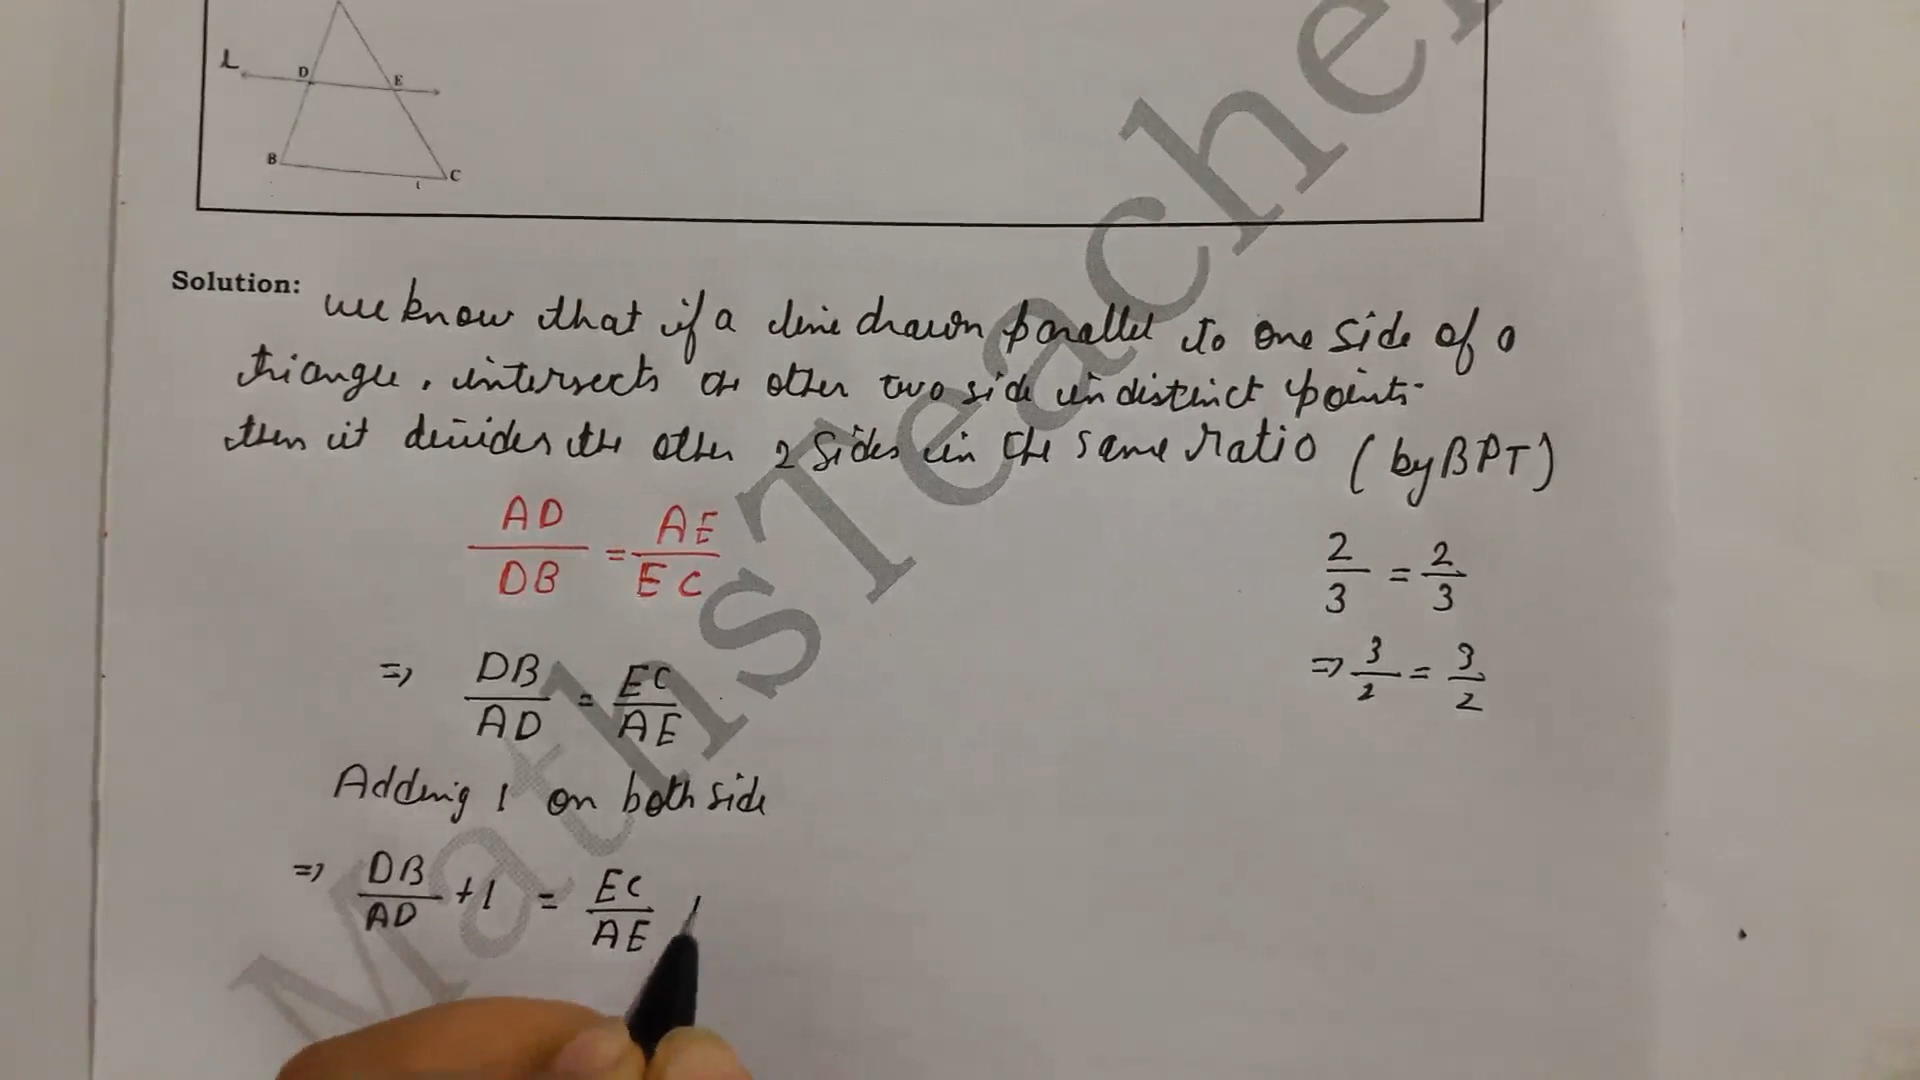 L
D
E
B
C
Solution: we know that if a line drawn parallel to one side of a
triangle, intersects the other two side in distinct points
then it devides the other 2 Sides in the same ratio (by BPT)
AD/DB = AE/EC
2/3 = 2/3
=> DB/AD = EC/AE
=> 3/2 = 3/2
Adding 1 on both side
=> DB/AD + 1 = EC/AE
MathsTeacher